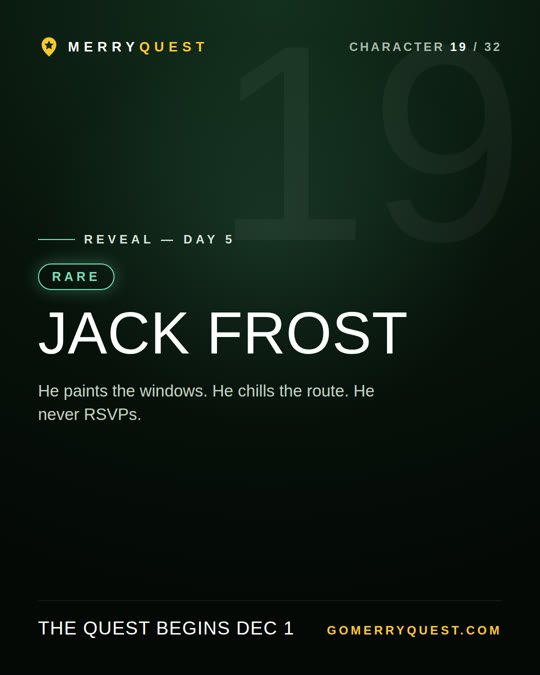 MERRYQUEST
CHARACTER 19 / 32
19
REVEAL — DAY 5
RARE
JACK FROST
He paints the windows. He chills the route. He
never RSVPs.
THE QUEST BEGINS DEC 1
GOMERRYQUEST.COM